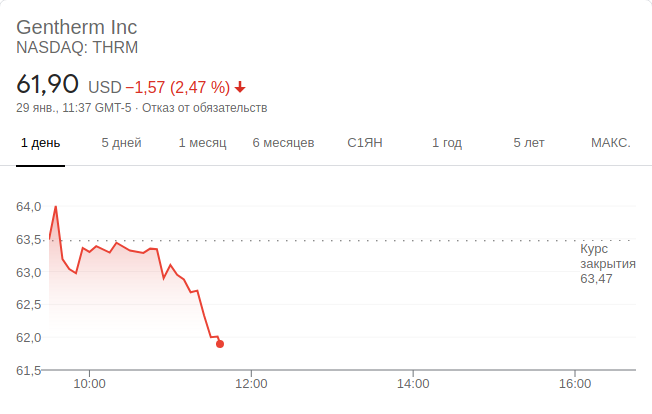 Gentherm Inc
NASDAQ: THRM
61,90 USD −1,57 (2,47 %)
29 янв., 11:37 GMT-5 · Отказ от обязательств
1 день 5 дней 1 месяц 6 месяцев С1ЯН 1 год 5 лет МАКС.
64,0
63,5
63,0
62,5
62,0
61,5
Курс
закрытия
63,47
10:00 12:00 14:00 16:00